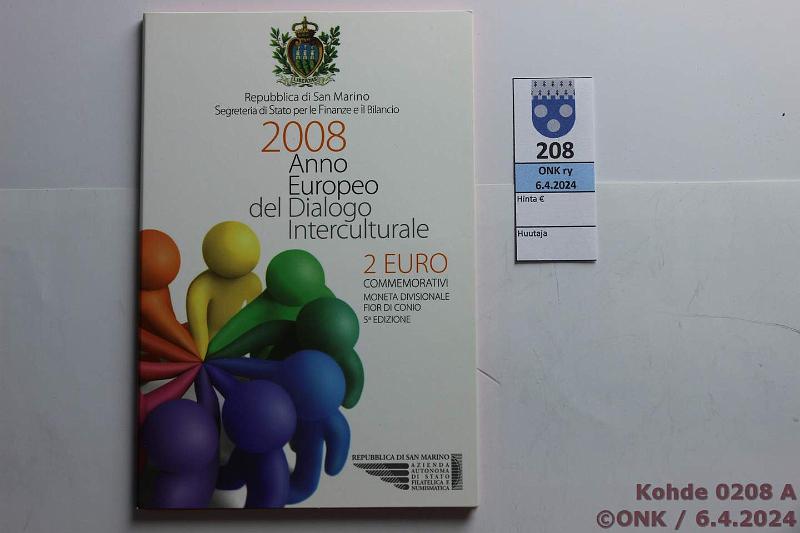 LIBERTAS
Repubblica di San Marino
Segreteria di Stato per le Finanze e il Bilancio
2008
Anno
Europeo
del Dialogo
Interculturale
2 EURO
COMMEMORATIVI
MONETA DIVISIONALE
FIOR DI CONIO
5ª EDIZIONE
REPUBBLICA DI SAN MARINO
AZIENDA
AUTONOMA
DI STATO
FILATELICA E
NUMISMATICA
208
ONK ry
6.4.2024
Hinta €
Huutaja
Kohde 0208 A
©ONK / 6.4.2024